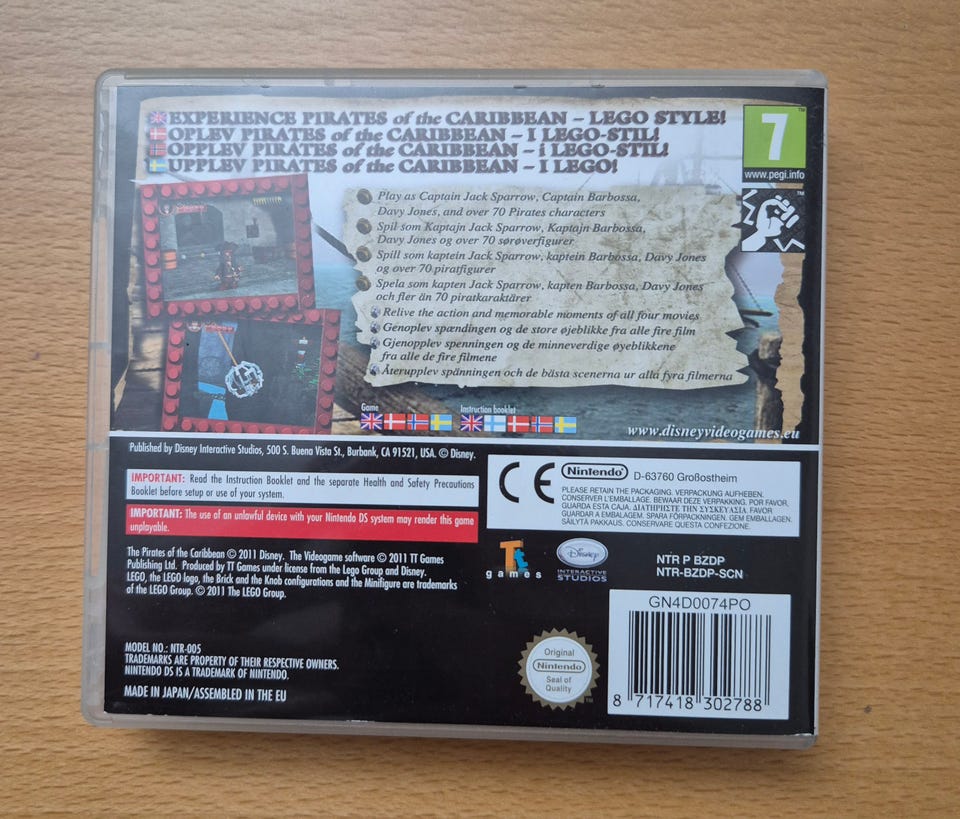 EXPERIENCE PIRATES of the CARIBBEAN – LEGO STYLE!
OPLEV PIRATES of the CARIBBEAN – I LEGO-STIL!
OPPLEV PIRATES of the CARIBBEAN – i LEGO-STIL!
UPPLEV PIRATES of the CARIBBEAN – I LEGO!
7
www.pegi.info
Play as Captain Jack Sparrow, Captain Barbossa,
Davy Jones, and over 70 Pirates characters
Spil som Kaptajn Jack Sparrow, Kaptajn Barbossa,
Davy Jones og over 70 sørøverfigurer
Spill som kaptein Jack Sparrow, kaptein Barbossa, Davy Jones
og over 70 piratfigurer
Spela som kapten Jack Sparrow, kapten Barbossa, Davy Jones
och fler än 70 piratkaraktärer
Relive the action and memorable moments of all four movies
Genoplev spændingen og de store øjeblikke fra alle fire film
Gjenopplev spenningen og de minneverdige øyeblikkene
fra alle de fire filmene
Återupplev spänningen och de bästa scenerna ur alla fyra filmerna
Game
Instruction booklet
www.disneyvideogames.eu
Published by Disney Interactive Studios, 500 S. Buena Vista St., Burbank, CA 91521, USA. © Disney.
IMPORTANT: Read the Instruction Booklet and the separate Health and Safety Precautions
Booklet before setup or use of your system.
IMPORTANT: The use of an unlawful device with your Nintendo DS system may render this game
unplayable.
CE
Nintendo®
D-63760 Großostheim
PLEASE RETAIN THE PACKAGING. VERPACKUNG AUFHEBEN.
CONSERVER L'EMBALLAGE. BEWAAR DEZE VERPAKKING. POR FAVOR,
GUARDA ESTA CAJA. ΔΙΑΤΗΡΗΣΤΕ ΤΗΝ ΣΥΣΚΕΥΑΣΙΑ. FAVOR
GUARDAR A EMBALAGEM. SPARA FÖRPACKNINGEN. GEM EMBALLAGEN.
SÄILYTÄ PAKKAUS. CONSERVARE QUESTA CONFEZIONE.
The Pirates of the Caribbean © 2011 Disney. The Videogame software © 2011 TT Games
Publishing Ltd. Produced by TT Games under license from the Lego Group and Disney.
LEGO, the LEGO logo, the Brick and the Knob configurations and the Minifigure are trademarks
of the LEGO Group. © 2011 The LEGO Group.
Tt
games
Disney
INTERACTIVE
STUDIOS
NTR P BZDP
NTR-BZDP-SCN
MODEL NO.: NTR-005
TRADEMARKS ARE PROPERTY OF THEIR RESPECTIVE OWNERS.
NINTENDO DS IS A TRADEMARK OF NINTENDO.
MADE IN JAPAN/ASSEMBLED IN THE EU
Original
Nintendo
Seal of
Quality
TM
GN4D0074PO
8 717418 302788